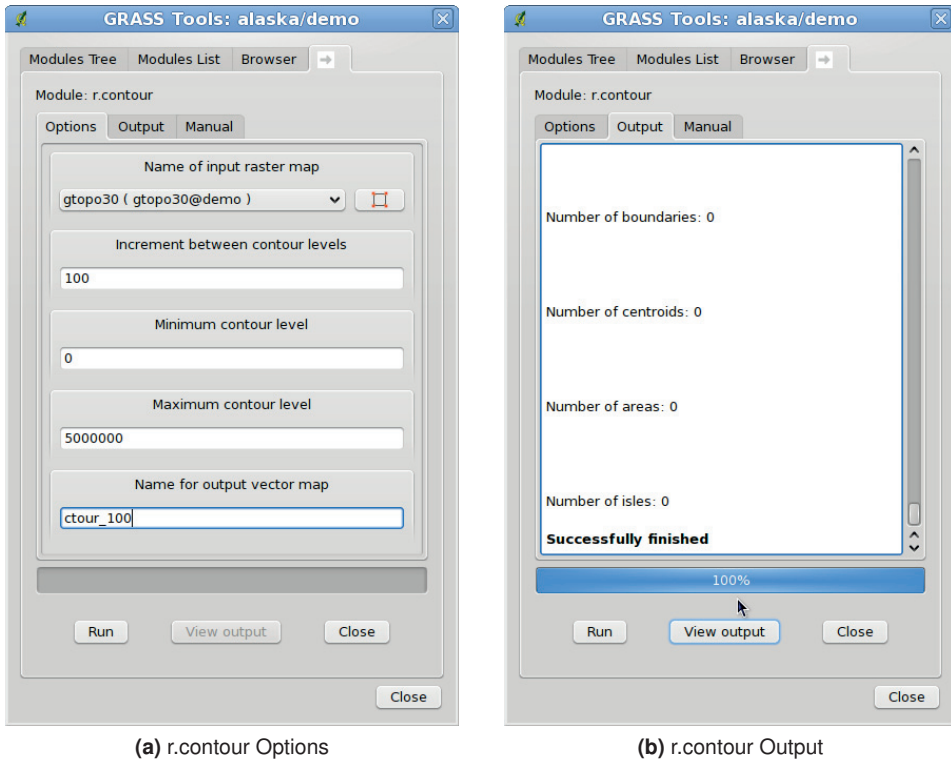 GRASS Tools: alaska/demo
Modules Tree Modules List Browser
Module: r.contour
Options Output Manual
Name of input raster map
gtopo30 ( gtopo30@demo )
Increment between contour levels
100
Minimum contour level
0
Maximum contour level
5000000
Name for output vector map
ctour_100
Run View output Close
Close
(a) r.contour Options
GRASS Tools: alaska/demo
Modules Tree Modules List Browser
Module: r.contour
Options Output Manual
Number of boundaries: 0
Number of centroids: 0
Number of areas: 0
Number of isles: 0
Successfully finished
100%
Run View output Close
Close
(b) r.contour Output